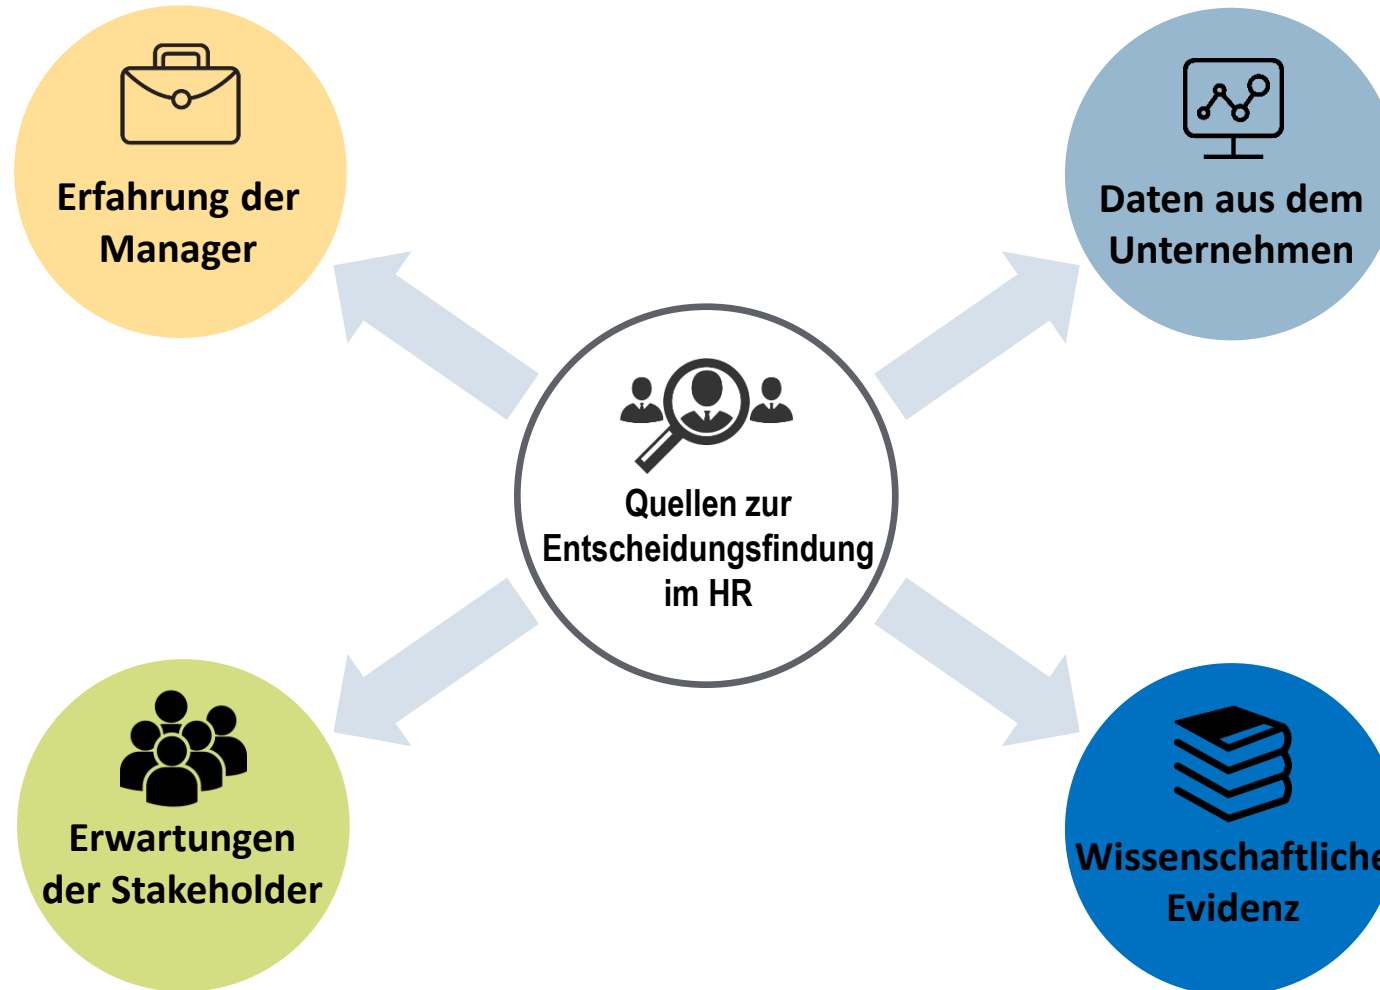 Erfahrung der
Manager
Daten aus dem
Unternehmen
Quellen zur
Entscheidungsfindung
im HR
Erwartungen
der Stakeholder
Wissenschaftliche
Evidenz